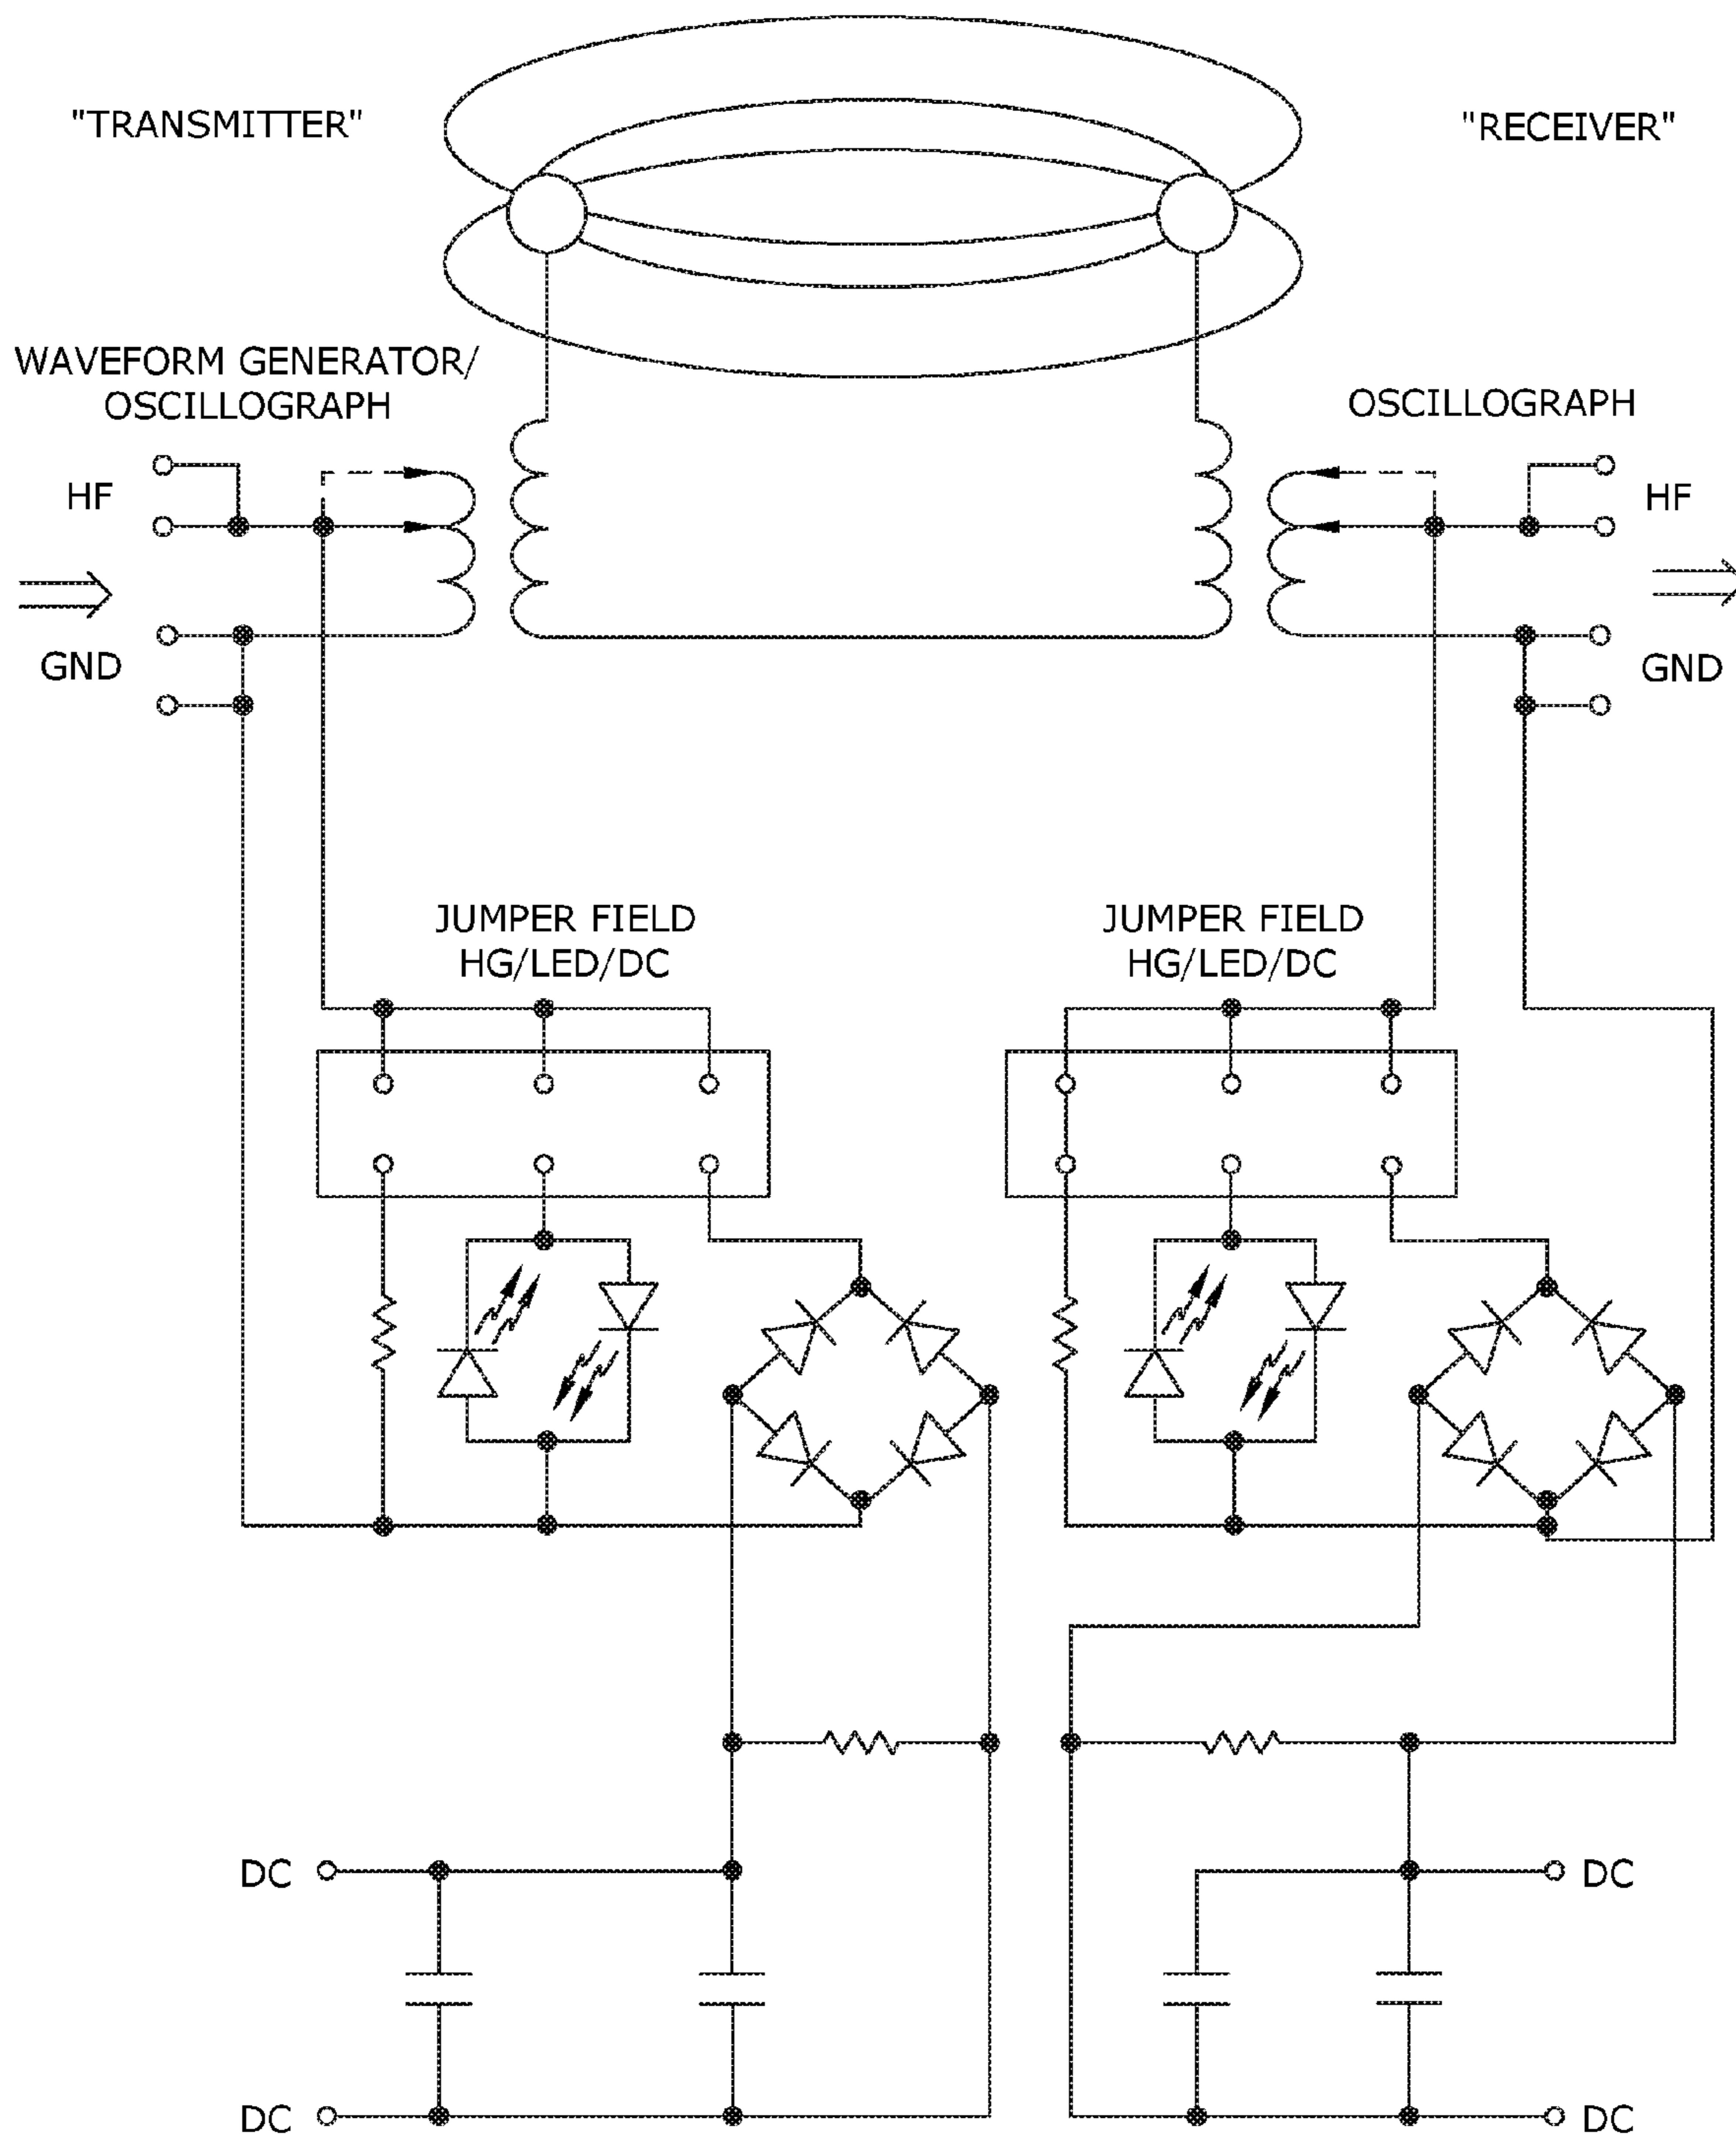 "TRANSMITTER"
"RECEIVER"
WAVEFORM GENERATOR/
OSCILLOGRAPH
OSCILLOGRAPH
HF
HF
GND
GND
JUMPER FIELD
HG/LED/DC
JUMPER FIELD
HG/LED/DC
DC
DC
DC
DC